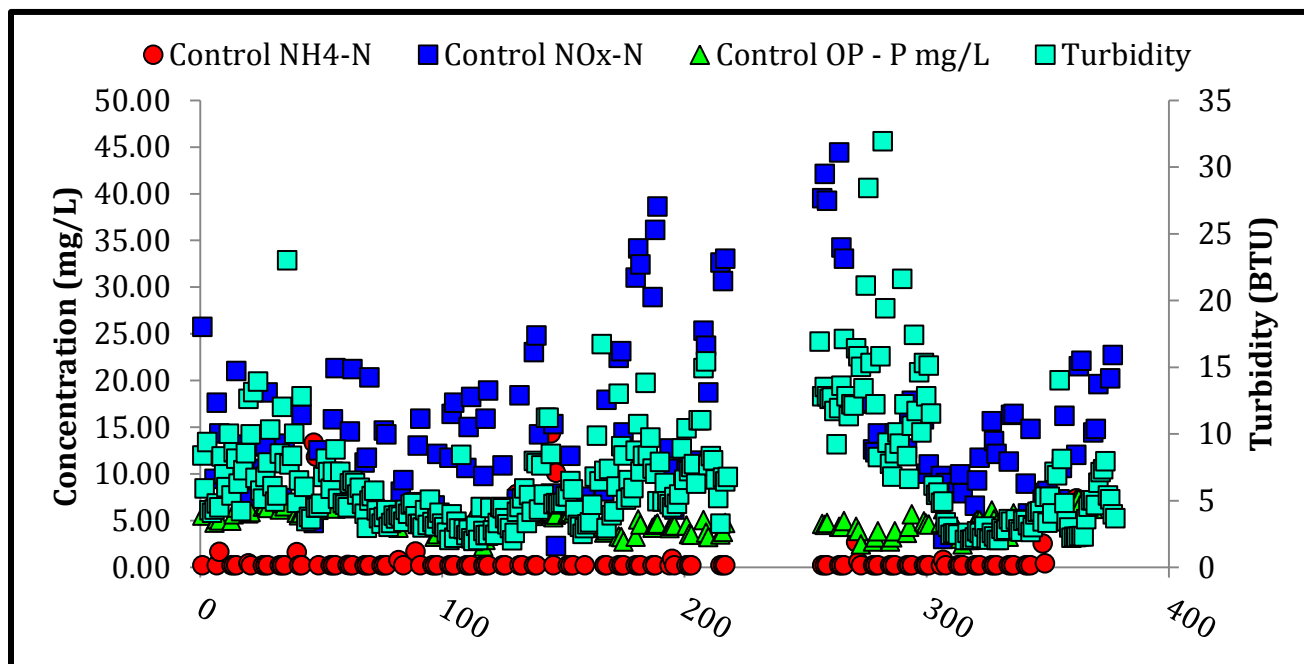 Control NH4-N Control NOx-N Control OP - P mg/L Turbidity
50.00 35
45.00
40.00 30
35.00 25
30.00
25.00 20
20.00 15
15.00
10.00 10
5.00 5
0.00 0
0 100 200 300 400
Concentration (mg/L)
Turbidity (BTU)